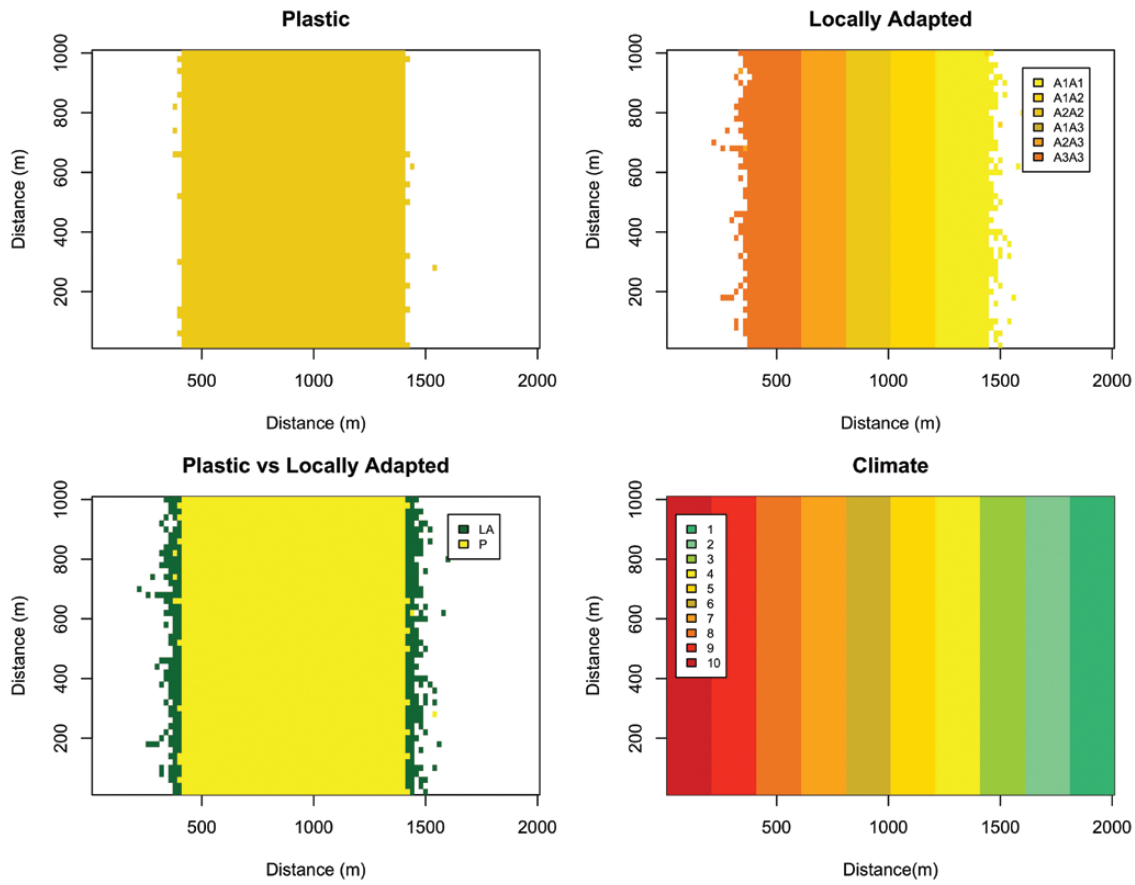 Plastic
Distance (m)
1000
800
600
400
200
500
1000
1500
2000
Distance (m)
Locally Adapted
Distance (m)
1000
800
600
400
200
A1A1
A1A2
A2A2
A1A3
A2A3
A3A3
500
1000
1500
2000
Distance (m)
Plastic vs Locally Adapted
Distance (m)
1000
800
600
400
200
LA
P
500
1000
1500
2000
Distance (m)
Climate
Distance (m)
1000
800
600
400
200
1
2
3
4
5
6
7
8
9
10
500
1000
1500
2000
Distance(m)